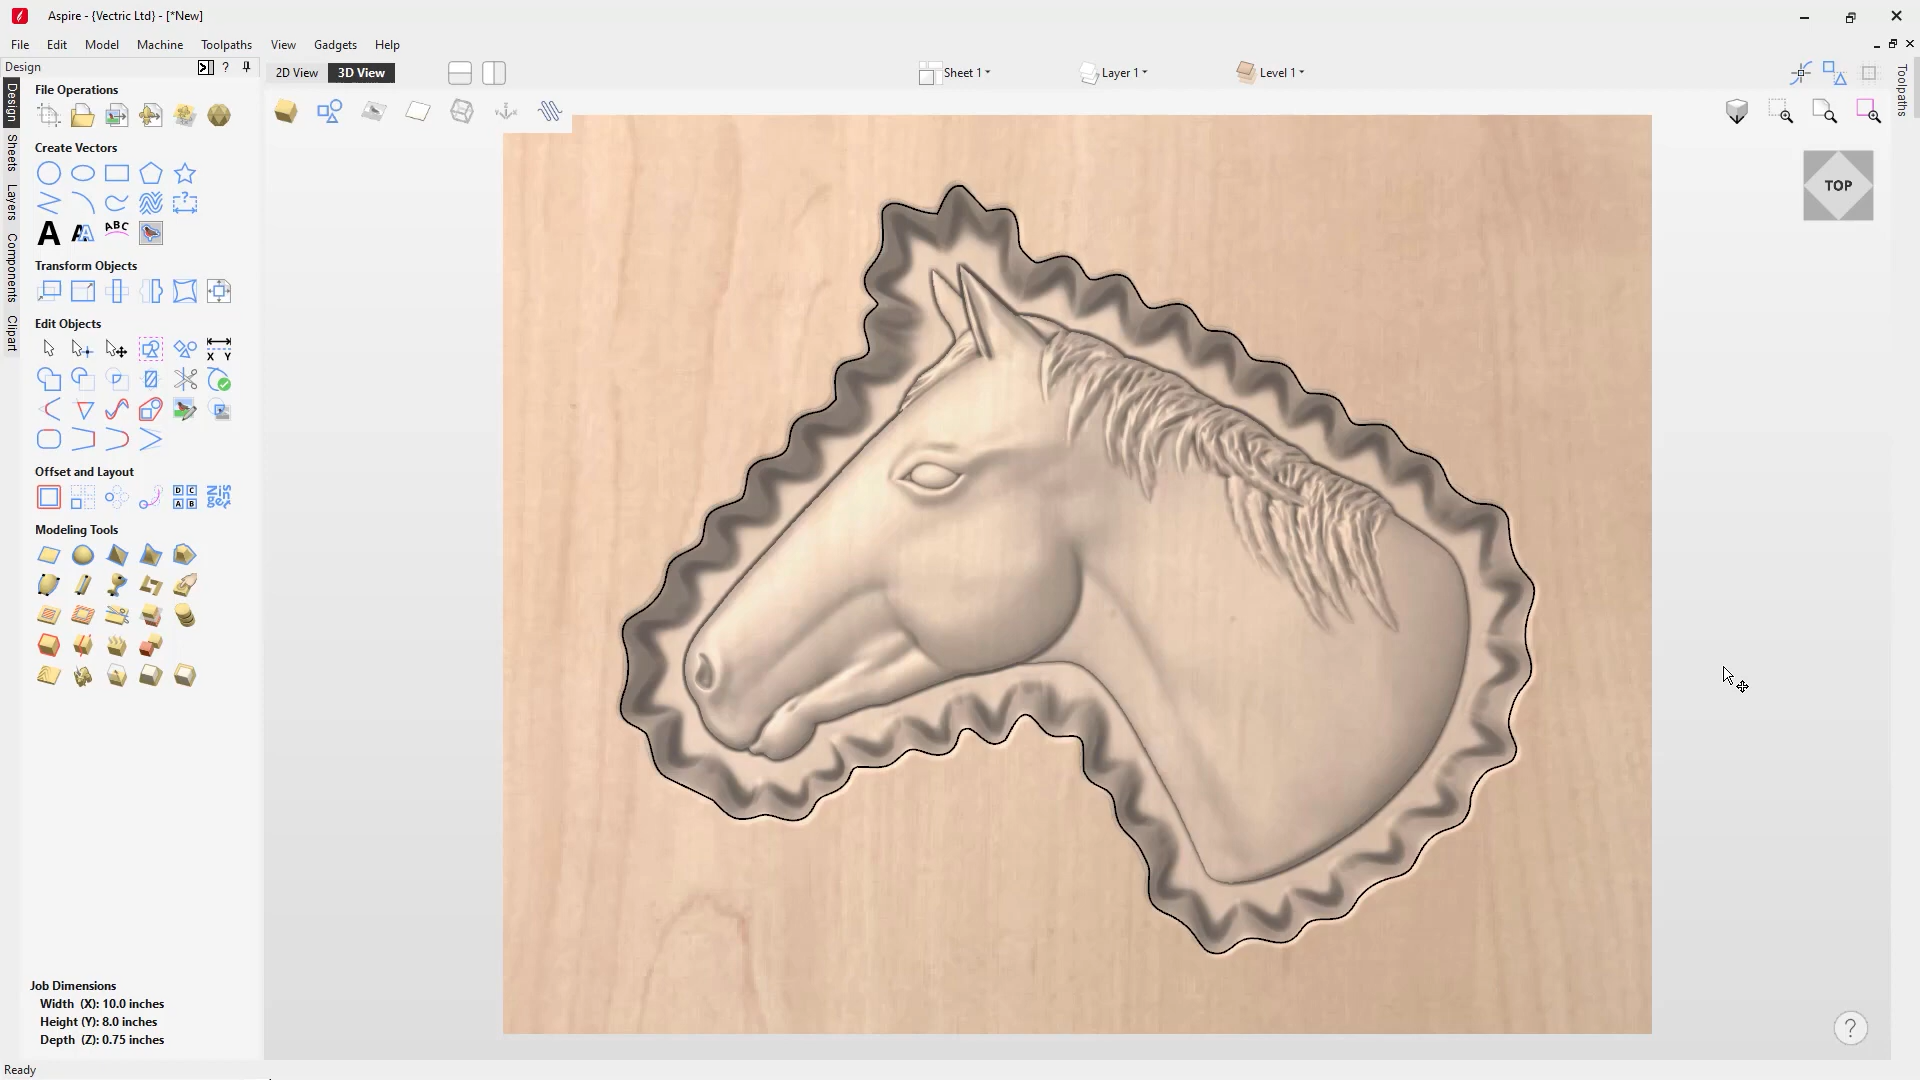 Aspire - {Vectric Ltd} - [*New]
File Edit Model Machine Toolpaths View Gadgets Help
Design ?
2D View 3D View Sheet 1 Layer 1 Level 1
Design
Sheets
Layers
Components
Clipart
Toolpaths
File Operations
Create Vectors
A A ABC
Transform Objects
Edit Objects
X Y
Offset and Layout
Modeling Tools
TOP
Job Dimensions
Width (X): 10.0 inches
Height (Y): 8.0 inches
Depth (Z): 0.75 inches
?
Ready